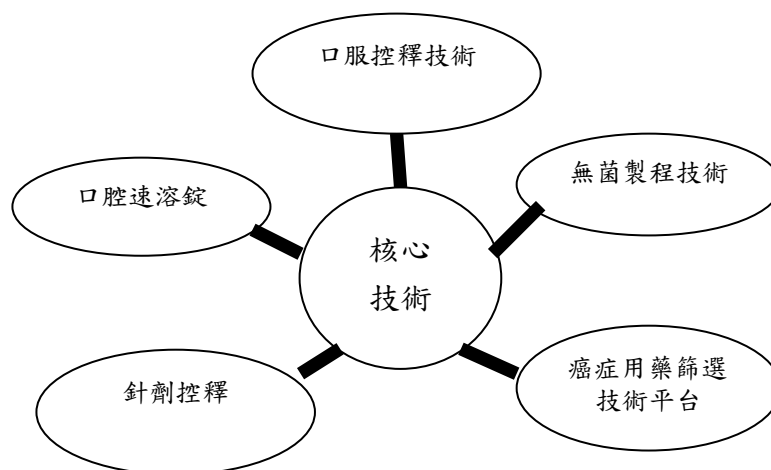 口服控釋技術
無菌製程技術
口腔速溶錠
核心
技術
癌症用藥篩選
技術平台
針劑控釋